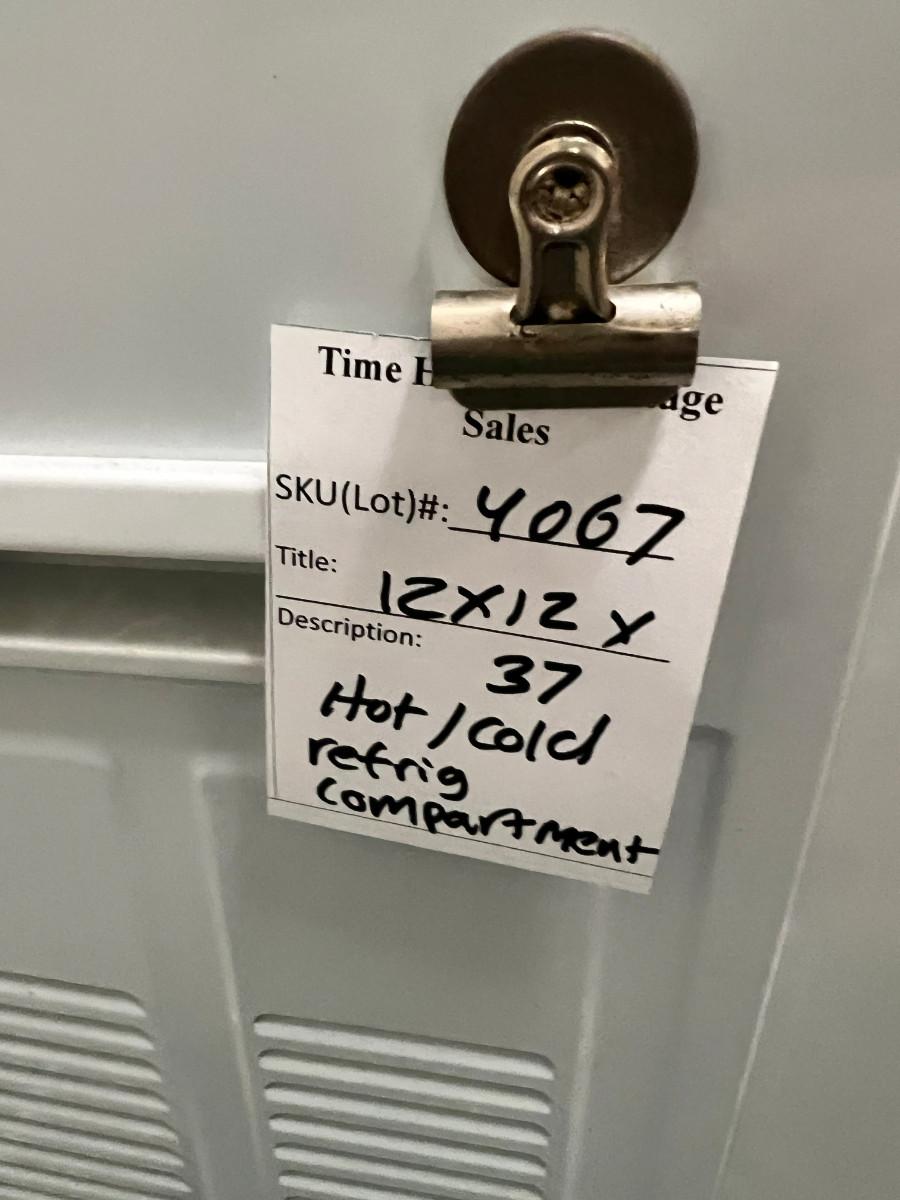 Time
Sales
SKU(Lot)#: 4067
Title: 12x12 x
Description: 37
Hot/Cold
refrig
compartment